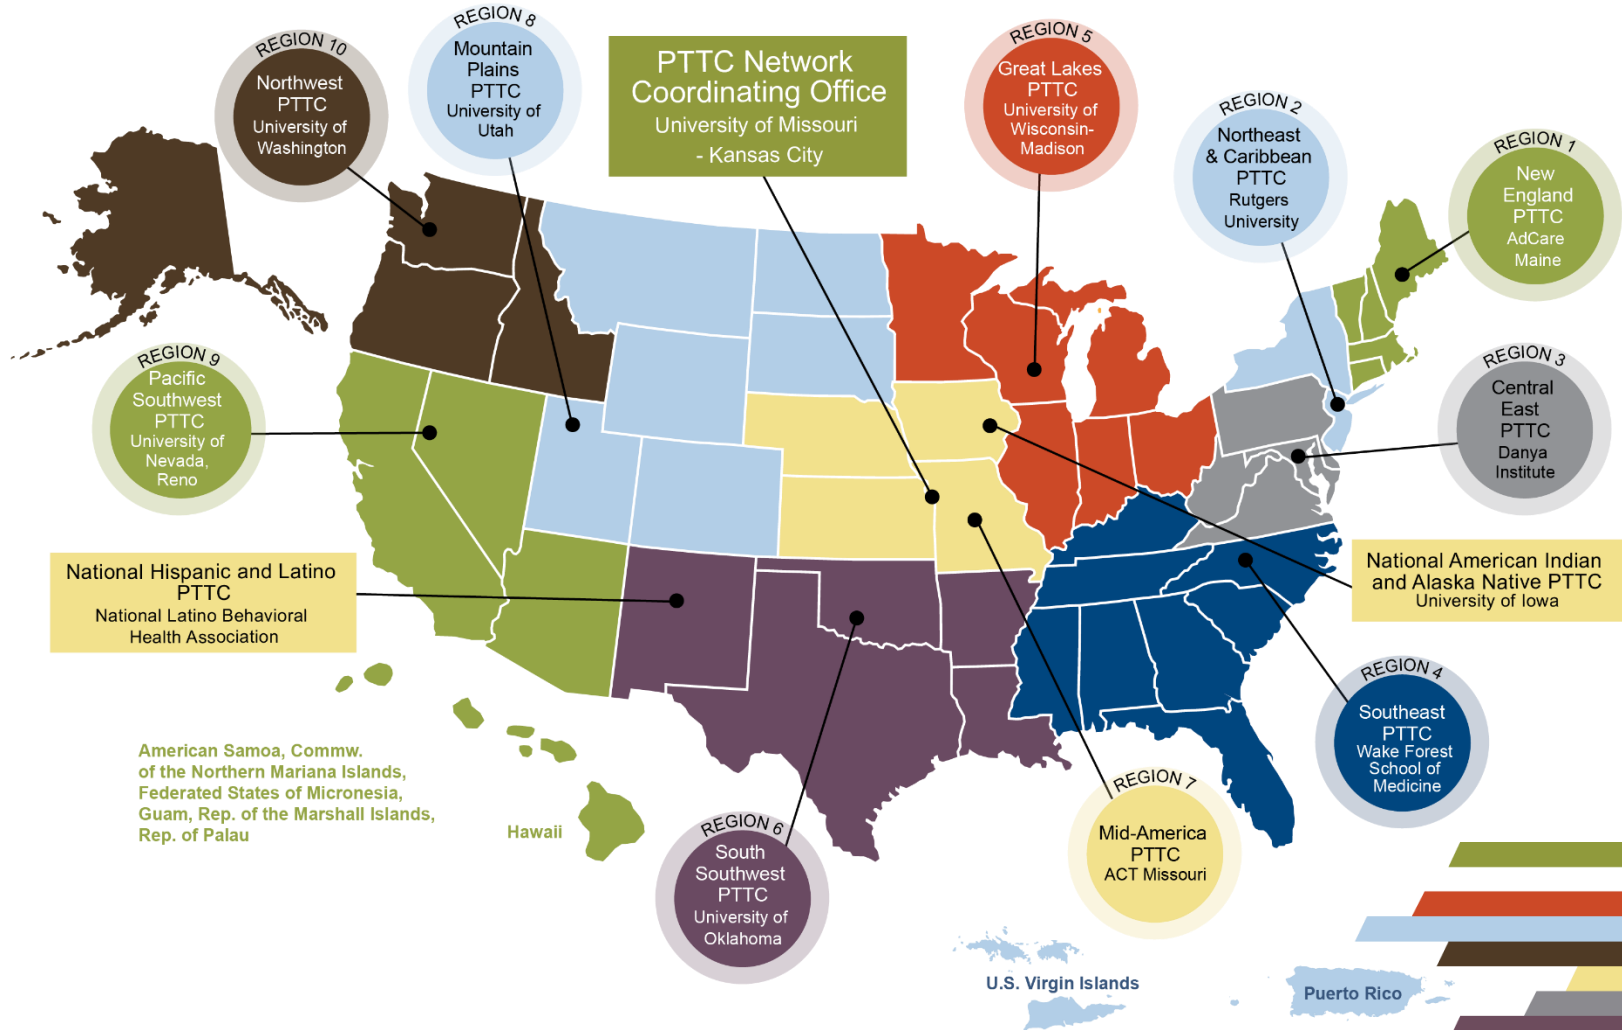 REGION 10
Northwest
PTTC
University of
Washington
REGION 8
Mountain
Plains
PTTC
University of
Utah
PTTC Network
Coordinating Office
University of Missouri
- Kansas City
REGION 5
Great Lakes
PTTC
University of
Wisconsin-
Madison
REGION 2
Northeast
& Caribbean
PTTC
Rutgers
University
REGION 1
New
England
PTTC
AdCare
Maine
REGION 9
Pacific
Southwest
PTTC
University of
Nevada,
Reno
REGION 3
Central
East
PTTC
Danya
Institute
National Hispanic and Latino
PTTC
National Latino Behavioral
Health Association
National American Indian
and Alaska Native PTTC
University of Iowa
REGION 4
Southeast
PTTC
Wake Forest
School of
Medicine
American Samoa, Commw.
of the Northern Mariana Islands,
Federated States of Micronesia,
Guam, Rep. of the Marshall Islands,
Rep. of Palau
Hawaii
REGION 6
South
Southwest
PTTC
University of
Oklahoma
REGION 7
Mid-America
PTTC
ACT Missouri
U.S. Virgin Islands
Puerto Rico